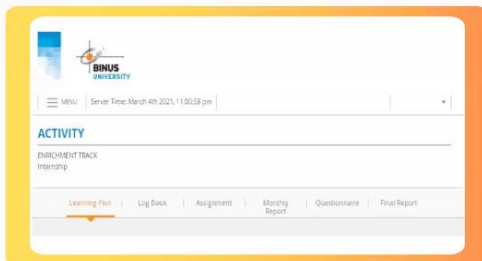 BINUS
UNIVERSITY
MENU Server Time: March 4th 2021, 11:00:58 pm
ACTIVITY
ENRICHMENT TRACK
Internship
Learning Plan Log Book Assignment Monthly Report Questionnaire Final Report